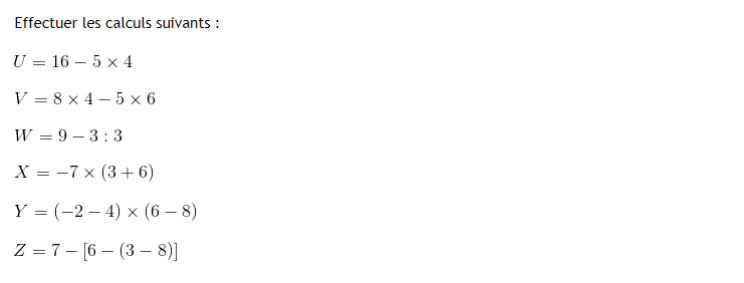 Effectuer les calculs suivants :
U = 16 − 5 × 4
V = 8 × 4 − 5 × 6
W = 9 − 3 : 3
X = −7 × (3 + 6)
Y = (−2 − 4) × (6 − 8)
Z = 7 − [6 − (3 − 8)]